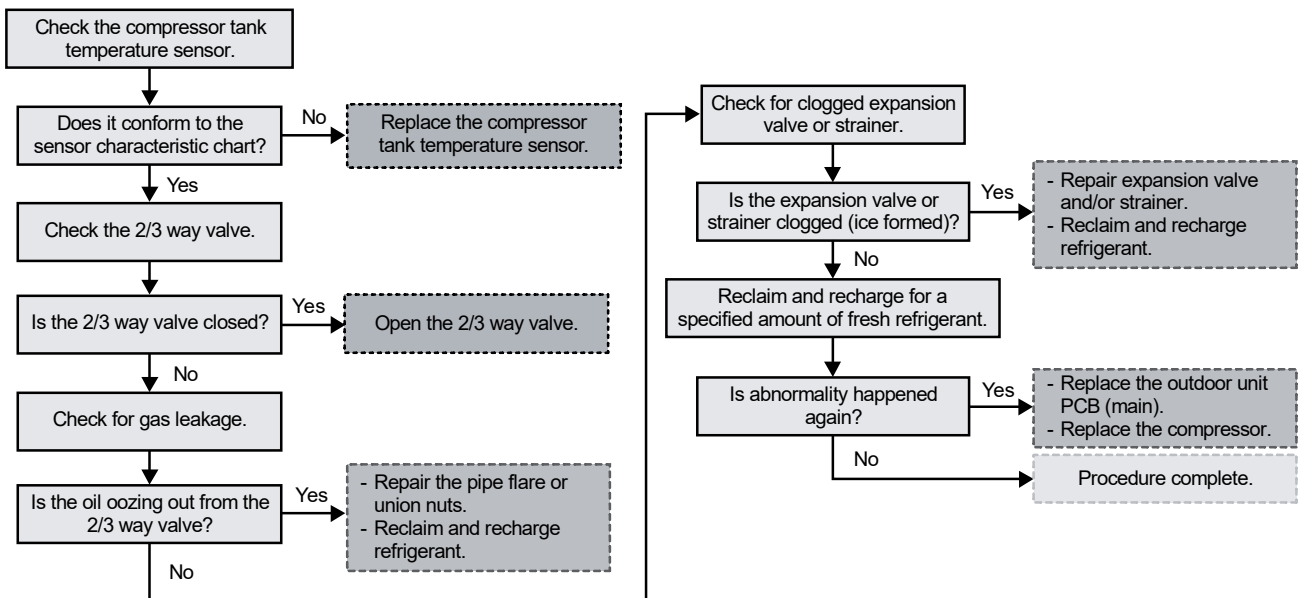 Check the compressor tank
temperature sensor.
Does it conform to the
sensor characteristic chart?
No
Replace the compressor
tank temperature sensor.
Yes
Check the 2/3 way valve.
Is the 2/3 way valve closed?
Yes
Open the 2/3 way valve.
No
Check for gas leakage.
Is the oil oozing out from the
2/3 way valve?
Yes
- Repair the pipe flare or
union nuts.
- Reclaim and recharge
refrigerant.
No
Check for clogged expansion
valve or strainer.
Is the expansion valve or
strainer clogged (ice formed)?
Yes
- Repair expansion valve
and/or strainer.
- Reclaim and recharge
refrigerant.
No
Reclaim and recharge for a
specified amount of fresh refrigerant.
Is abnormality happened
again?
Yes
- Replace the outdoor unit
PCB (main).
- Replace the compressor.
No
Procedure complete.